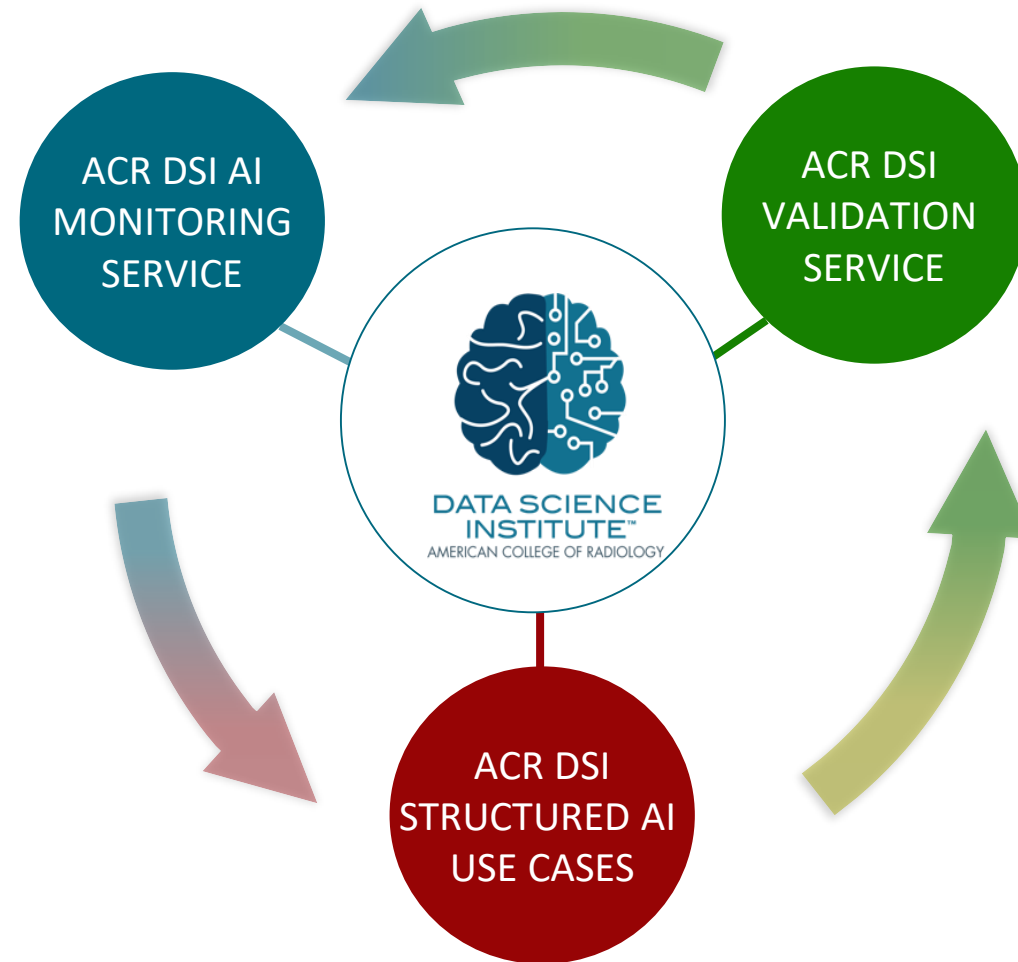 ACR DSI AI
MONITORING
SERVICE
ACR DSI
VALIDATION
SERVICE
DATA SCIENCE
INSTITUTE™
AMERICAN COLLEGE OF RADIOLOGY
ACR DSI
STRUCTURED AI
USE CASES